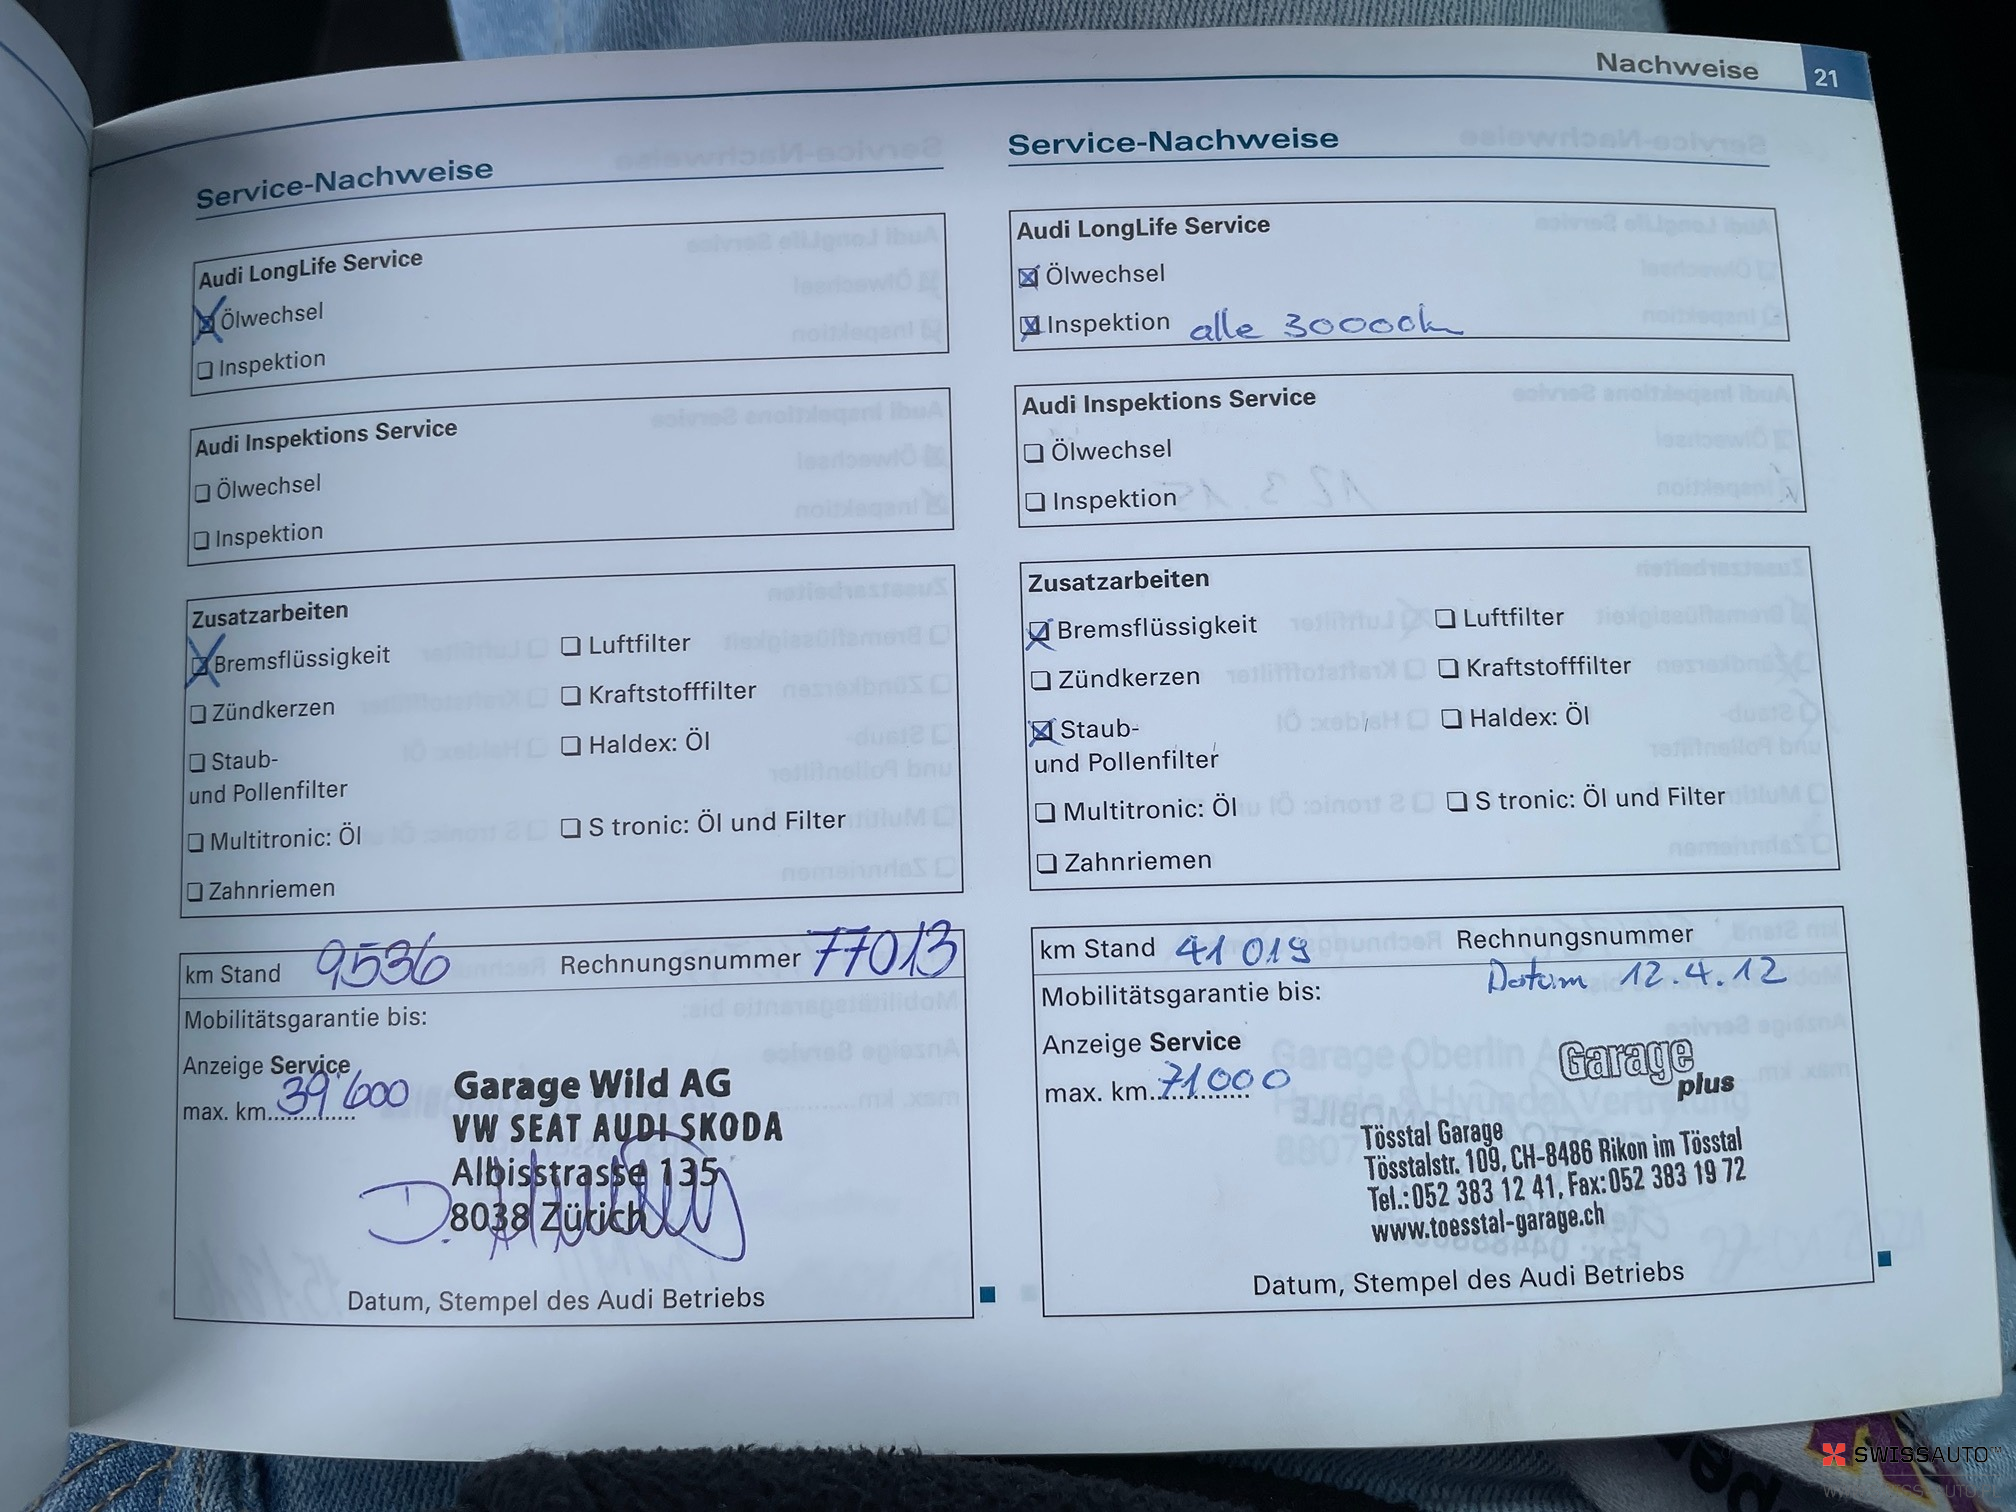 Nachweise 21
Service-Nachweise
Audi LongLife Service
Ölwechsel
Inspektion
Audi Inspektions Service
Ölwechsel
Inspektion
Zusatzarbeiten
Bremsflüssigkeit
Luftfilter
Zündkerzen
Kraftstofffilter
Staub-
und Pollenfilter
Haldex: Öl
Multitronic: Öl
S tronic: Öl und Filter
Zahnriemen
km Stand 9536 Rechnungsnummer 77013
Mobilitätsgarantie bis:
Anzeige Service
max. km 39'600
Garage Wild AG
VW SEAT AUDI SKODA
Albisstrasse 135
8038 Zürich
Datum, Stempel des Audi Betriebs
Service-Nachweise
Audi LongLife Service
Ölwechsel
Inspektion alle 30000km
Audi Inspektions Service
Ölwechsel
Inspektion
Zusatzarbeiten
Bremsflüssigkeit
Luftfilter
Zündkerzen
Kraftstofffilter
Staub-
und Pollenfilter
Haldex: Öl
Multitronic: Öl
S tronic: Öl und Filter
Zahnriemen
km Stand 41019 Rechnungsnummer
Datum 12.4.12
Mobilitätsgarantie bis:
Anzeige Service
max. km 71000
Garage
plus
Tösstal Garage
Tösstalstr. 109, CH-8486 Rikon im Tösstal
Tel.: 052 383 12 41, Fax: 052 383 19 72
www.toesstal-garage.ch
Datum, Stempel des Audi Betriebs
SWISSAUTO